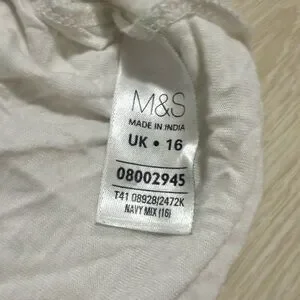 M&S
MADE IN INDIA
UK • 16
08002945
T41 08928/2472K
NAVY MIX (16)